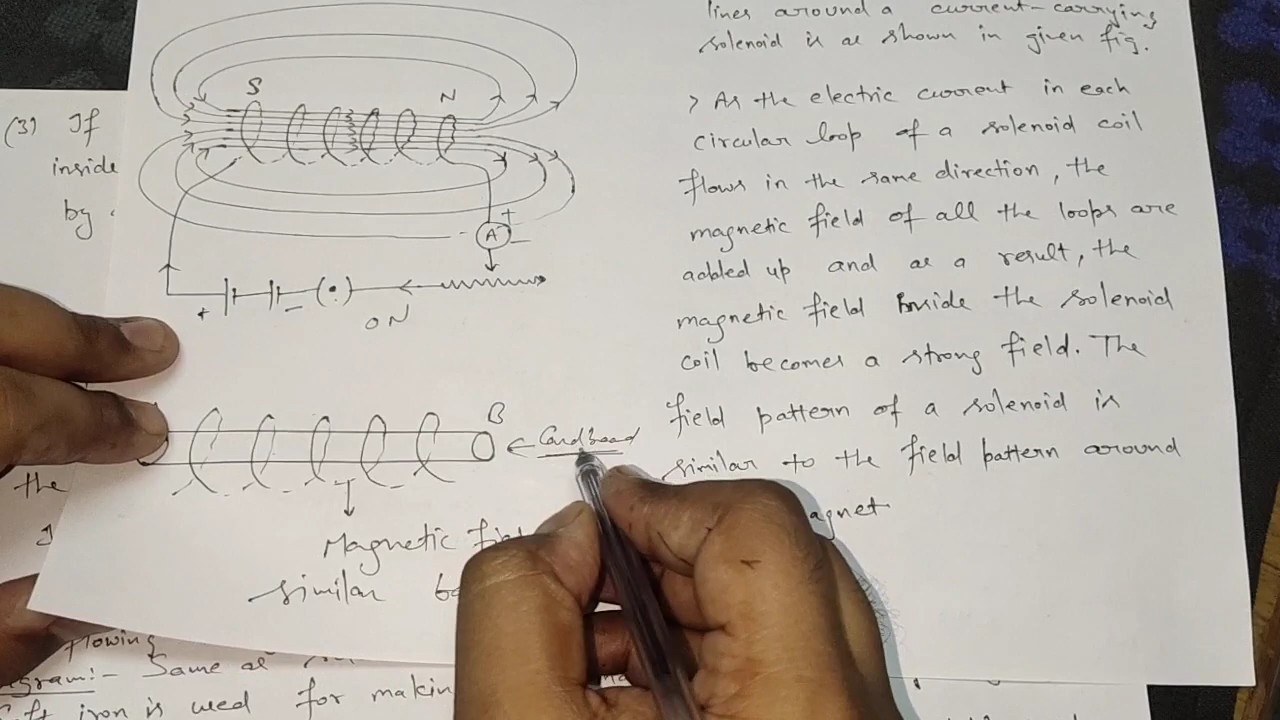 lines around a current-carrying
solenoid is as shown in given fig.
> As the electric current in each
circular loop of a solenoid coil
flows in the same direction, the
magnetic field of all the loops are
added up and as a result, the
magnetic field inside the solenoid
coil becomes a strong field. The
field pattern of a solenoid is
similar to the field pattern around
agnet
S
N
A
+
-
+
-
(•)
ON
B
Cardboard
Magnetic
similar
(3) If
inside
by
the
Flowing
agram:- Same as
iron is used for makin